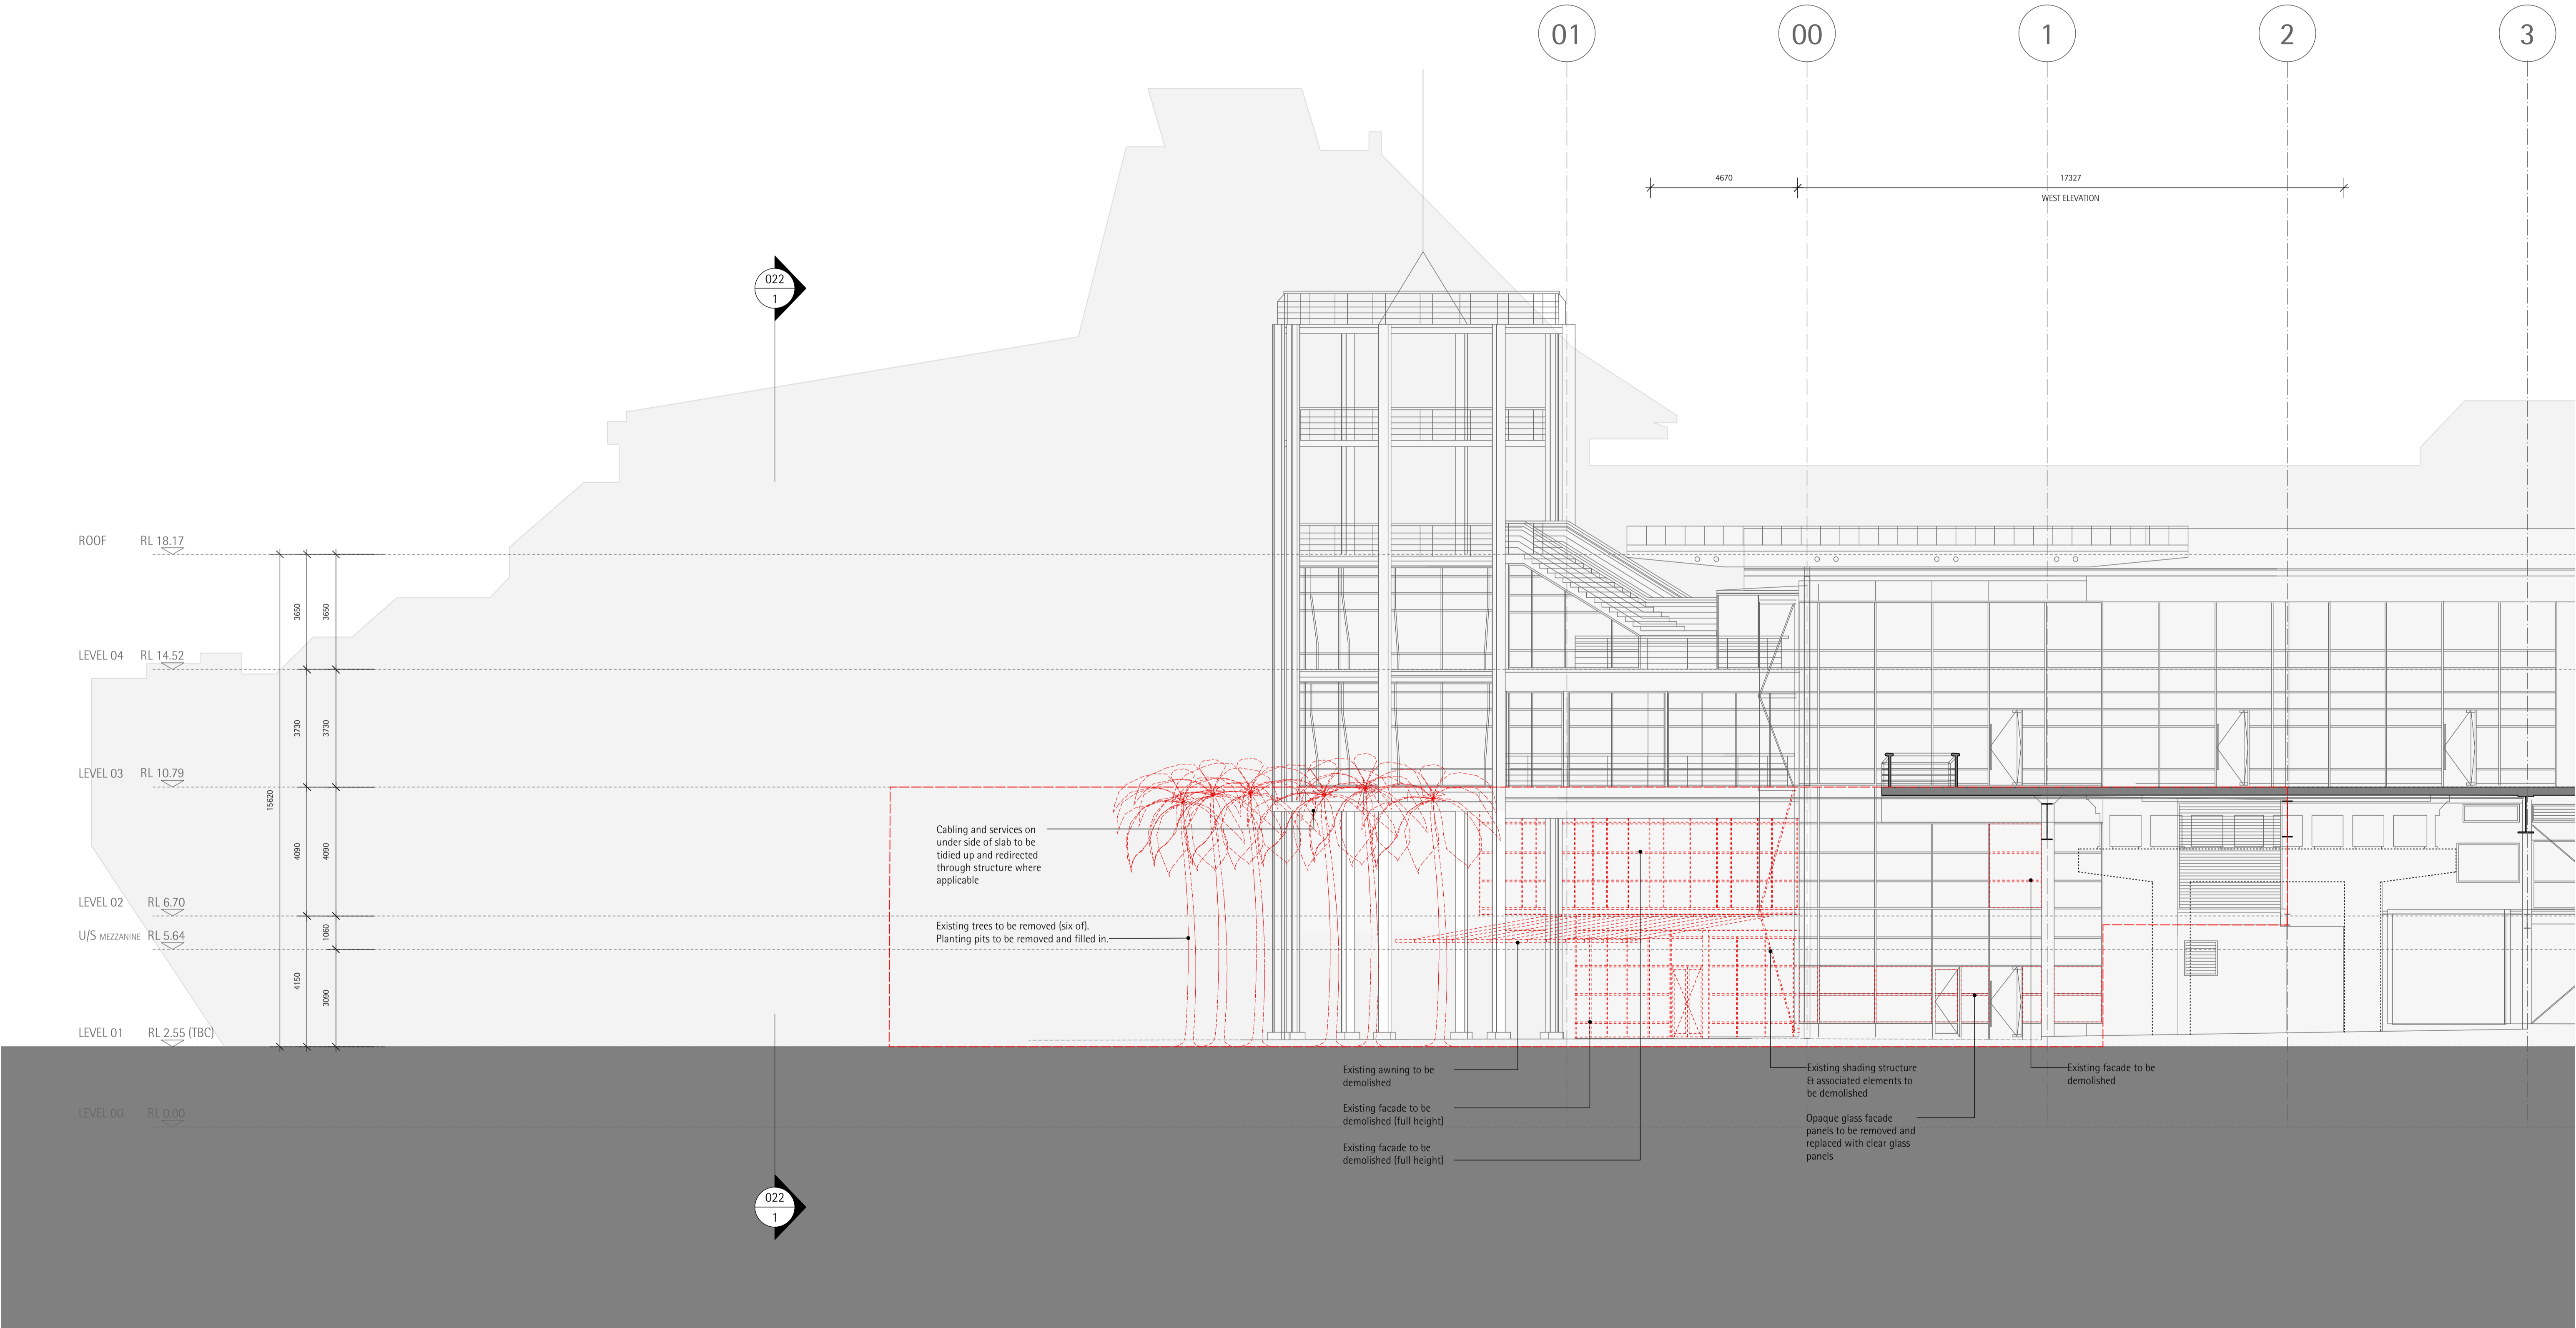 01
00
1
2
3
4670
17327
WEST ELEVATION
022
1
ROOF RL 18.17
LEVEL 04 RL 14.52
LEVEL 03 RL 10.79
LEVEL 02 RL 6.70
U/S MEZZANINE RL 5.64
LEVEL 01 RL 2.55 (TBC)
LEVEL 00 RL 0.00
15620
3650
3730
4090
4150
3650
3730
4090
1060
3090
Cabling and services on
under side of slab to be
tidied up and redirected
through structure where
applicable
Existing trees to be removed (six of).
Planting pits to be removed and filled in.
Existing awning to be
demolished
Existing facade to be
demolished (full height)
Existing facade to be
demolished (full height)
Existing shading structure
& associated elements to
be demolished
Opaque glass facade
panels to be removed and
replaced with clear glass
panels
Existing facade to be
demolished
022
1